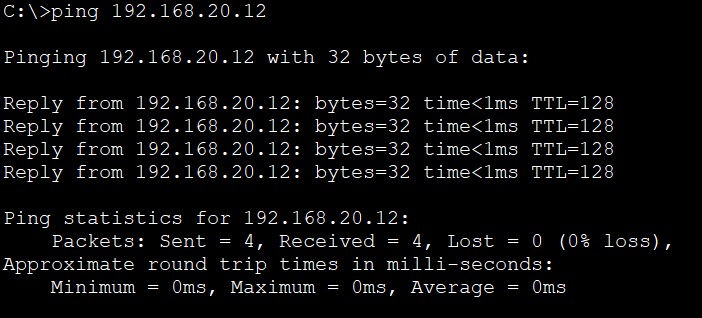 C:\>ping 192.168.20.12
Pinging 192.168.20.12 with 32 bytes of data:
Reply from 192.168.20.12: bytes=32 time<1ms TTL=128
Reply from 192.168.20.12: bytes=32 time<1ms TTL=128
Reply from 192.168.20.12: bytes=32 time<1ms TTL=128
Reply from 192.168.20.12: bytes=32 time<1ms TTL=128
Ping statistics for 192.168.20.12:
    Packets: Sent = 4, Received = 4, Lost = 0 (0% loss),
Approximate round trip times in milli-seconds:
    Minimum = 0ms, Maximum = 0ms, Average = 0ms